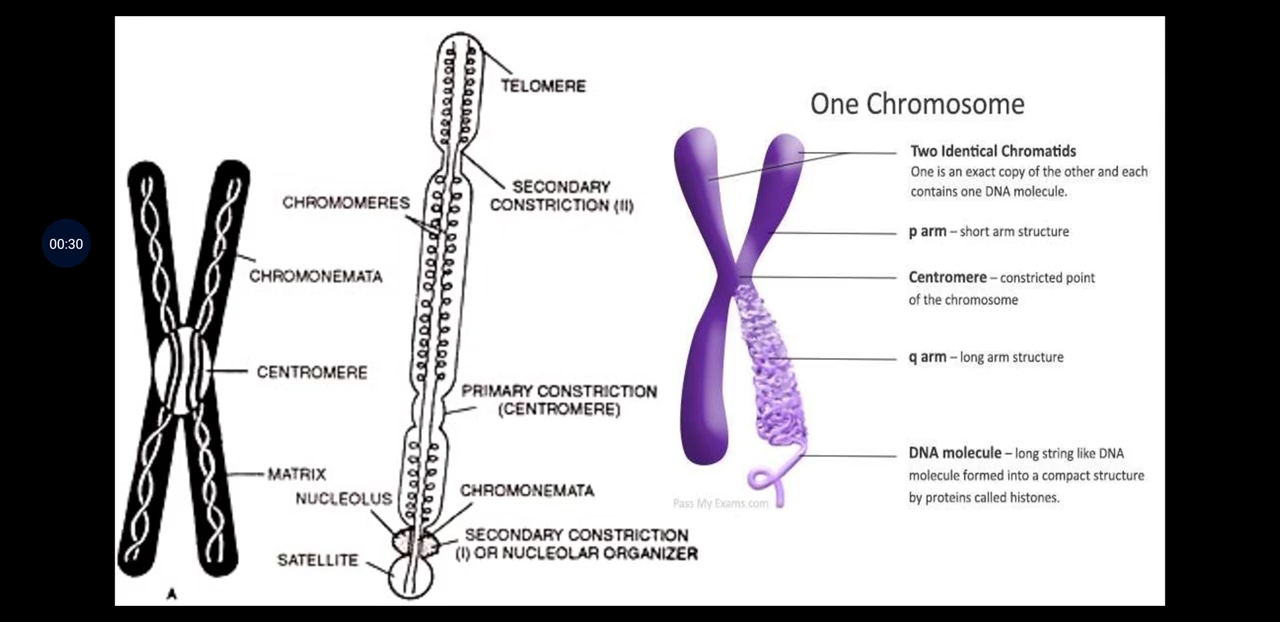 00:30
TELOMERE
SECONDARY
CONSTRICTION (II)
CHROMOMERES
CHROMONEMATA
CENTROMERE
PRIMARY CONSTRICTION
(CENTROMERE)
MATRIX
NUCLEOLUS
CHROMONEMATA
SECONDARY CONSTRICTION
(I) OR NUCLEOLAR ORGANIZER
SATELLITE
A
One Chromosome
Two Identical Chromatids
One is an exact copy of the other and each
contains one DNA molecule.
p arm – short arm structure
Centromere – constricted point
of the chromosome
q arm – long arm structure
DNA molecule – long string like DNA
molecule formed into a compact structure
by proteins called histones.
Pass My Exams.com